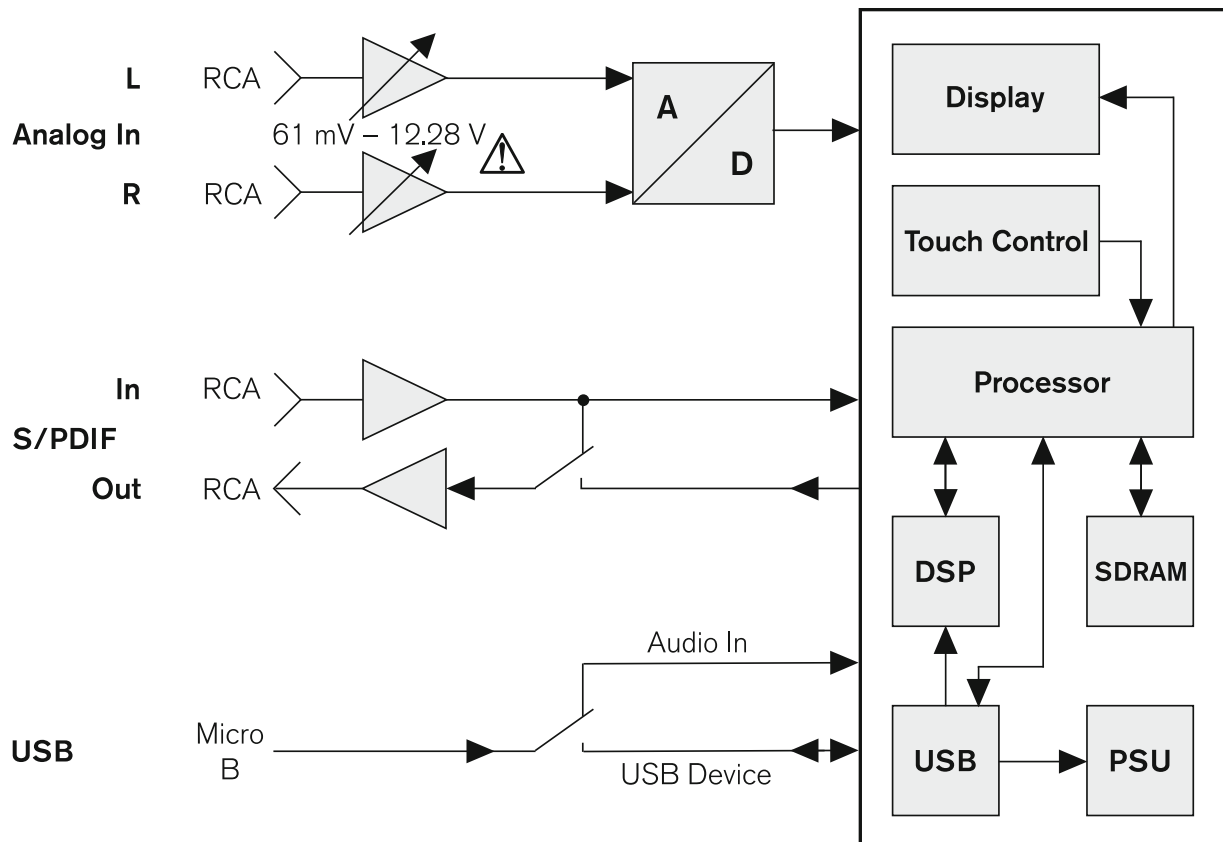 L RCA
Analog In 61 mV – 12.28 V
R RCA
A
D
Display
Touch Control
Processor
In RCA
S/PDIF
Out RCA
DSP
SDRAM
Audio In
USB
Micro
B
USB Device
USB
PSU